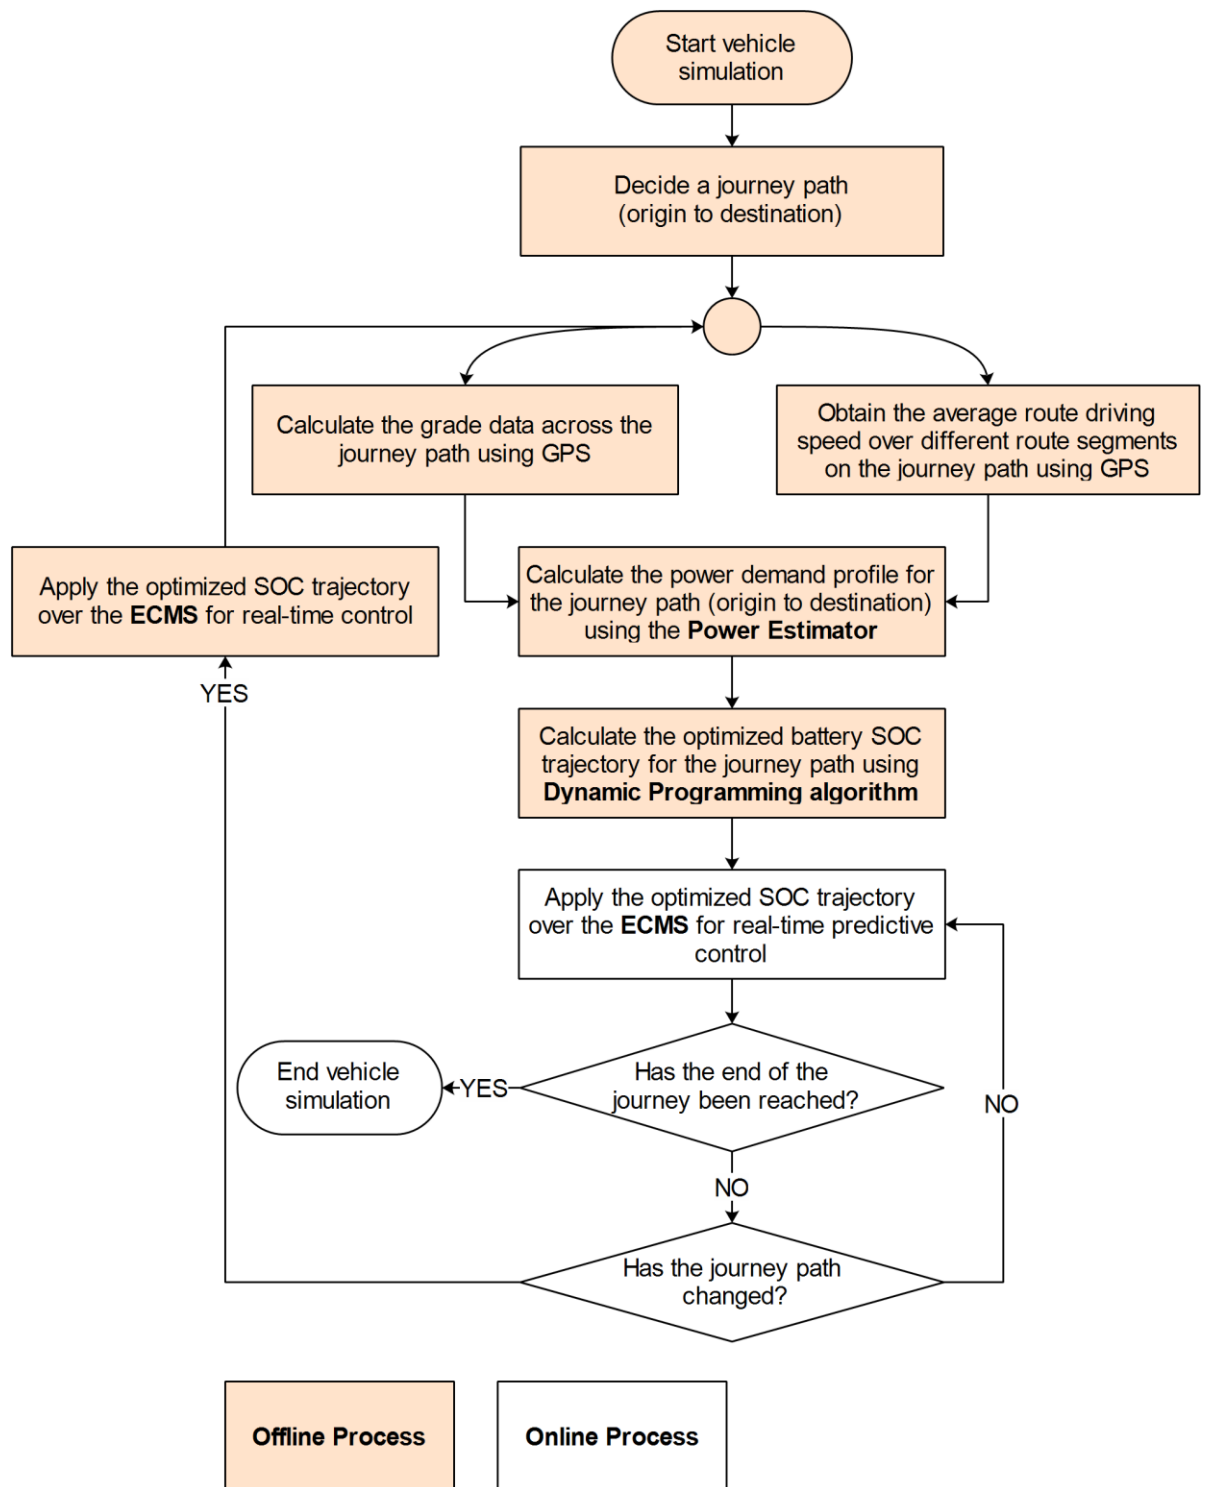 Start vehicle
simulation
Decide a journey path
(origin to destination)
Calculate the grade data across the
journey path using GPS
Obtain the average route driving
speed over different route segments
on the journey path using GPS
Apply the optimized SOC trajectory
over the ECMS for real-time control
Calculate the power demand profile for
the journey path (origin to destination)
using the Power Estimator
YES
Calculate the optimized battery SOC
trajectory for the journey path using
Dynamic Programming algorithm
Apply the optimized SOC trajectory
over the ECMS for real-time predictive
control
End vehicle
simulation
YES
Has the end of the
journey been reached?
NO
NO
Has the journey path
changed?
Offline Process
Online Process